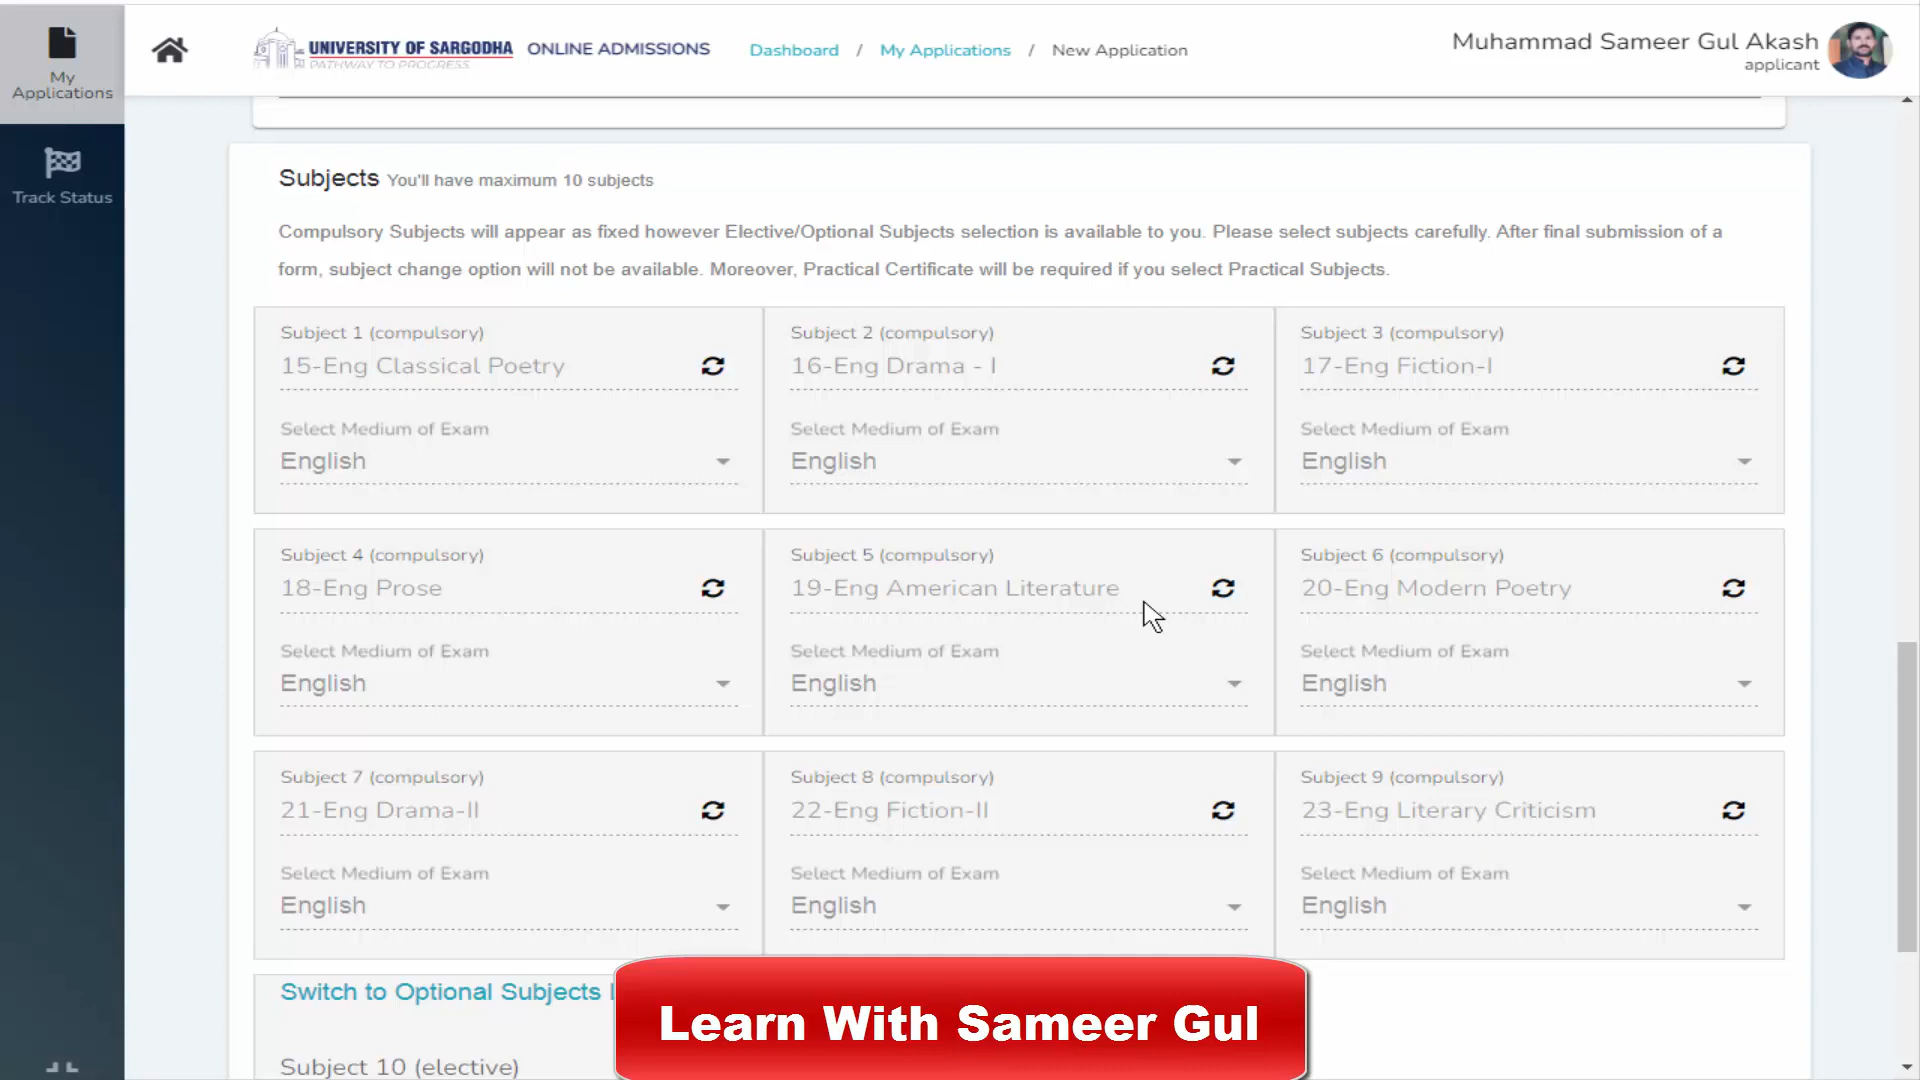 My
Applications
UNIVERSITY OF SARGODHA
PATHWAY TO PROGRESS
ONLINE ADMISSIONS
Dashboard / My Applications / New Application
Muhammad Sameer Gul Akash
applicant
Track Status
Subjects You'll have maximum 10 subjects
Compulsory Subjects will appear as fixed however Elective/Optional Subjects selection is available to you. Please select subjects carefully. After final submission of a
form, subject change option will not be available. Moreover, Practical Certificate will be required if you select Practical Subjects.
Subject 1 (compulsory)
15-Eng Classical Poetry
Select Medium of Exam
English
Subject 2 (compulsory)
16-Eng Drama - I
Select Medium of Exam
English
Subject 3 (compulsory)
17-Eng Fiction-I
Select Medium of Exam
English
Subject 4 (compulsory)
18-Eng Prose
Select Medium of Exam
English
Subject 5 (compulsory)
19-Eng American Literature
Select Medium of Exam
English
Subject 6 (compulsory)
20-Eng Modern Poetry
Select Medium of Exam
English
Subject 7 (compulsory)
21-Eng Drama-II
Select Medium of Exam
English
Subject 8 (compulsory)
22-Eng Fiction-II
Select Medium of Exam
English
Subject 9 (compulsory)
23-Eng Literary Criticism
Select Medium of Exam
English
Switch to Optional Subjects
Subject 10 (elective)
Learn With Sameer Gul